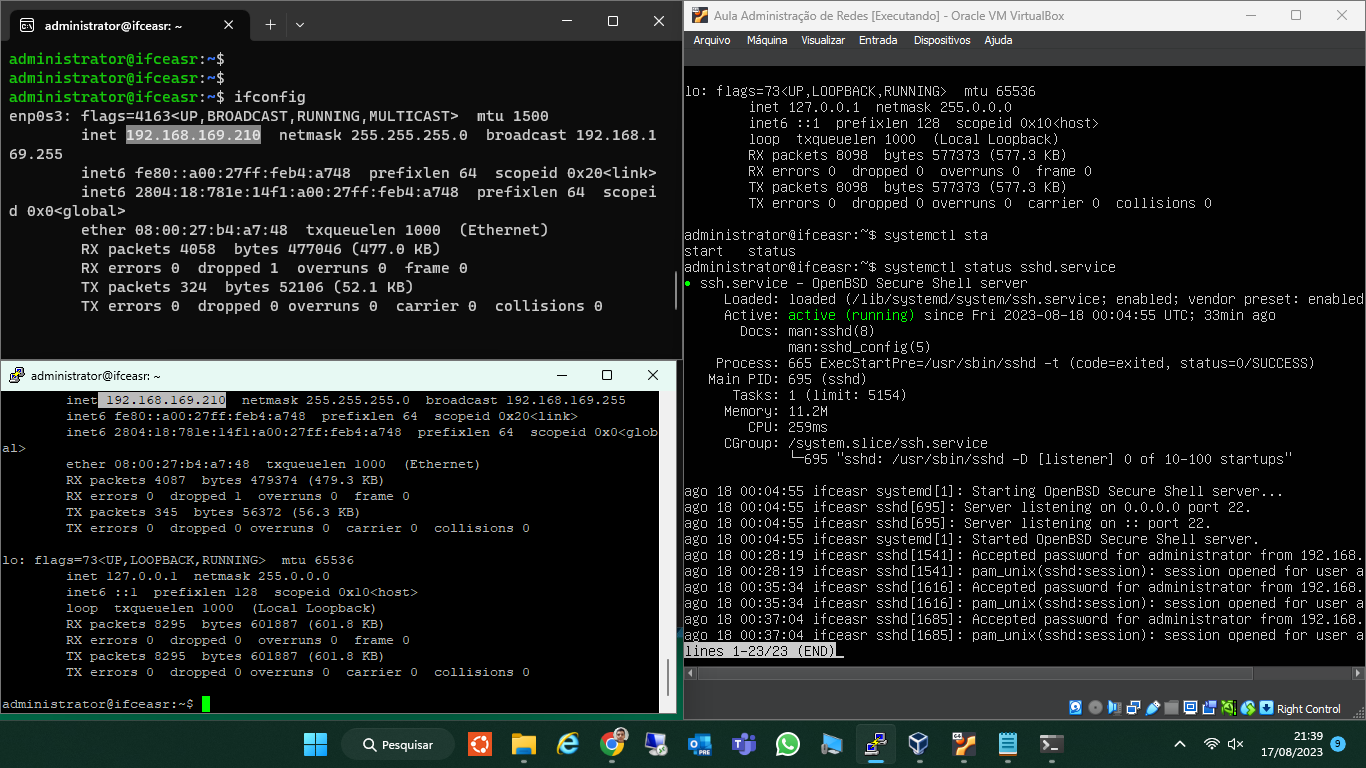 administrator@ifceasr: ~
administrator@ifceasr:~$
administrator@ifceasr:~$
administrator@ifceasr:~$ ifconfig
enp0s3: flags=4163<UP,BROADCAST,RUNNING,MULTICAST>  mtu 1500
inet 192.168.169.210  netmask 255.255.255.0  broadcast 192.168.1
69.255
inet6 fe80::a00:27ff:feb4:a748  prefixlen 64  scopeid 0x20<link>
inet6 2804:18:781e:14f1:a00:27ff:feb4:a748  prefixlen 64  scopei
d 0x0<global>
ether 08:00:27:b4:a7:48  txqueuelen 1000  (Ethernet)
RX packets 4058  bytes 477046 (477.0 KB)
RX errors 0  dropped 1  overruns 0  frame 0
TX packets 324  bytes 52106 (52.1 KB)
TX errors 0  dropped 0 overruns 0  carrier 0  collisions 0
administrator@ifceasr: ~
inet 192.168.169.210  netmask 255.255.255.0  broadcast 192.168.169.255
inet6 fe80::a00:27ff:feb4:a748  prefixlen 64  scopeid 0x20<link>
inet6 2804:18:781e:14f1:a00:27ff:feb4:a748  prefixlen 64  scopeid 0x0<glob
al>
ether 08:00:27:b4:a7:48  txqueuelen 1000  (Ethernet)
RX packets 4087  bytes 479374 (479.3 KB)
RX errors 0  dropped 1  overruns 0  frame 0
TX packets 345  bytes 56372 (56.3 KB)
TX errors 0  dropped 0 overruns 0  carrier 0  collisions 0
lo: flags=73<UP,LOOPBACK,RUNNING>  mtu 65536
inet 127.0.0.1  netmask 255.0.0.0
inet6 ::1  prefixlen 128  scopeid 0x10<host>
loop  txqueuelen 1000  (Local Loopback)
RX packets 8295  bytes 601887 (601.8 KB)
RX errors 0  dropped 0  overruns 0  frame 0
TX packets 8295  bytes 601887 (601.8 KB)
TX errors 0  dropped 0 overruns 0  carrier 0  collisions 0
administrator@ifceasr:~$
Aula Administração de Redes [Executando] - Oracle VM VirtualBox
Arquivo Máquina Visualizar Entrada Dispositivos Ajuda
lo: flags=73<UP,LOOPBACK,RUNNING>  mtu 65536
inet 127.0.0.1  netmask 255.0.0.0
inet6 ::1  prefixlen 128  scopeid 0x10<host>
loop  txqueuelen 1000  (Local Loopback)
RX packets 8098  bytes 577373 (577.3 KB)
RX errors 0  dropped 0  overruns 0  frame 0
TX packets 8098  bytes 577373 (577.3 KB)
TX errors 0  dropped 0 overruns 0  carrier 0  collisions 0
administrator@ifceasr:~$ systemctl sta
start   status
administrator@ifceasr:~$ systemctl status sshd.service
● ssh.service - OpenBSD Secure Shell server
Loaded: loaded (/lib/systemd/system/ssh.service; enabled; vendor preset: enabled
Active: active (running) since Fri 2023-08-18 00:04:55 UTC; 33min ago
Docs: man:sshd(8)
man:sshd_config(5)
Process: 665 ExecStartPre=/usr/sbin/sshd -t (code=exited, status=0/SUCCESS)
Main PID: 695 (sshd)
Tasks: 1 (limit: 5154)
Memory: 11.2M
CPU: 259ms
CGroup: /system.slice/ssh.service
└─695 "sshd: /usr/sbin/sshd -D [listener] 0 of 10-100 startups"
ago 18 00:04:55 ifceasr systemd[1]: Starting OpenBSD Secure Shell server...
ago 18 00:04:55 ifceasr sshd[695]: Server listening on 0.0.0.0 port 22.
ago 18 00:04:55 ifceasr sshd[695]: Server listening on :: port 22.
ago 18 00:04:55 ifceasr systemd[1]: Started OpenBSD Secure Shell server.
ago 18 00:28:19 ifceasr sshd[1541]: Accepted password for administrator from 192.168.
ago 18 00:28:19 ifceasr sshd[1541]: pam_unix(sshd:session): session opened for user a
ago 18 00:35:34 ifceasr sshd[1616]: Accepted password for administrator from 192.168.
ago 18 00:35:34 ifceasr sshd[1616]: pam_unix(sshd:session): session opened for user a
ago 18 00:37:04 ifceasr sshd[1685]: Accepted password for administrator from 192.168.
ago 18 00:37:04 ifceasr sshd[1685]: pam_unix(sshd:session): session opened for user a
lines 1-23/23 (END)
Right Control
Pesquisar
PRE
21:39
17/08/2023
9